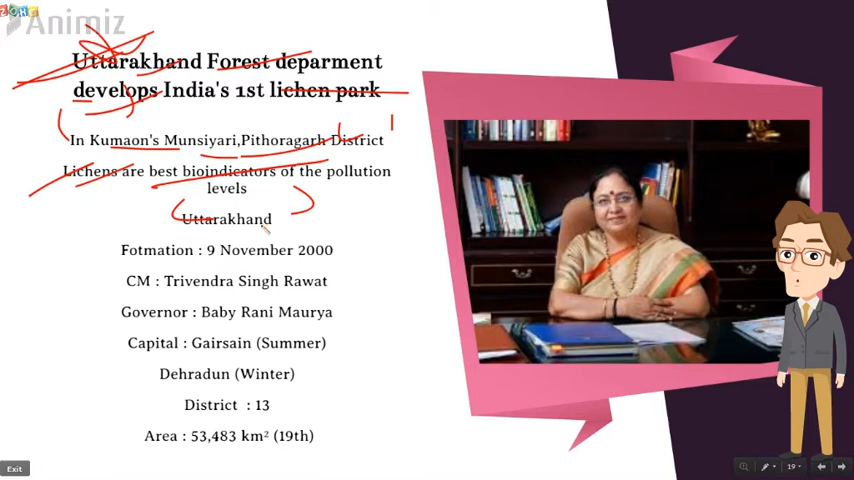 ZOHO
Animiz
Uttarakhand Forest deparment
develops India's 1st lichen park
In Kumaon's Munsiyari,Pithoragarh District
Lichens are best bioindicators of the pollution
levels
Uttarakhand
Fotmation : 9 November 2000
CM : Trivendra Singh Rawat
Governor : Baby Rani Maurya
Capital : Gairsain (Summer)
Dehradun (Winter)
District : 13
Area : 53,483 km² (19th)
Exit
19